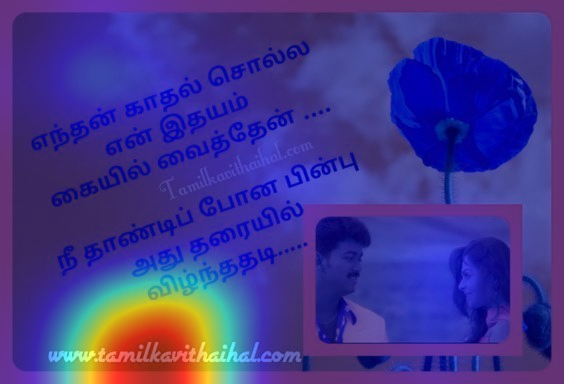 எந்தன் காதல் சொல்ல
என் இதயம்
கையில் வைத்தேன் ....
Tamilkavithaihal.com
நீ தாண்டிப் போன பின்பு
அது தரையில்
விழ்ந்ததடி.....
www.tamilkavithaihal.com